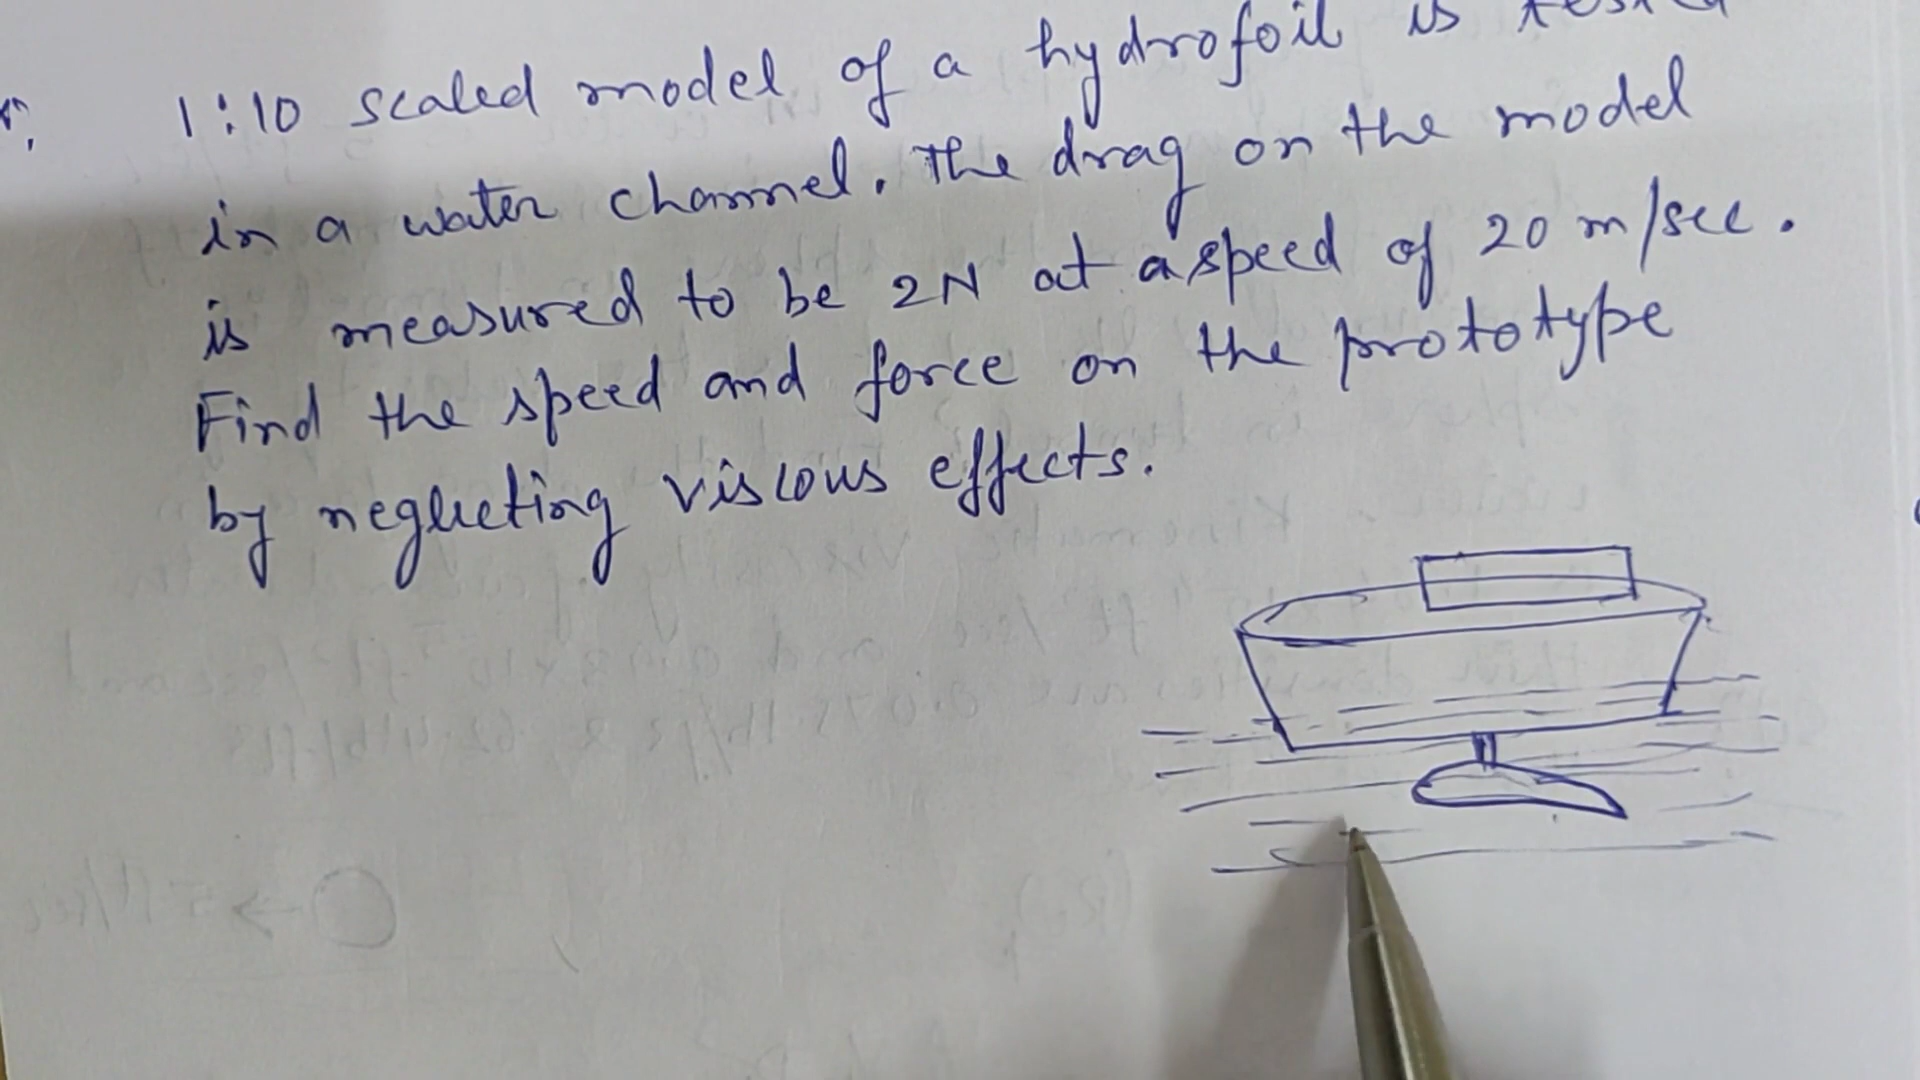 1:10 scaled model of a hydrofoil is tested
in a water channel. The drag on the model
is measured to be 2N at a speed of 20 m/sec.
Find the speed and force on the prototype
by neglecting viscous effects.